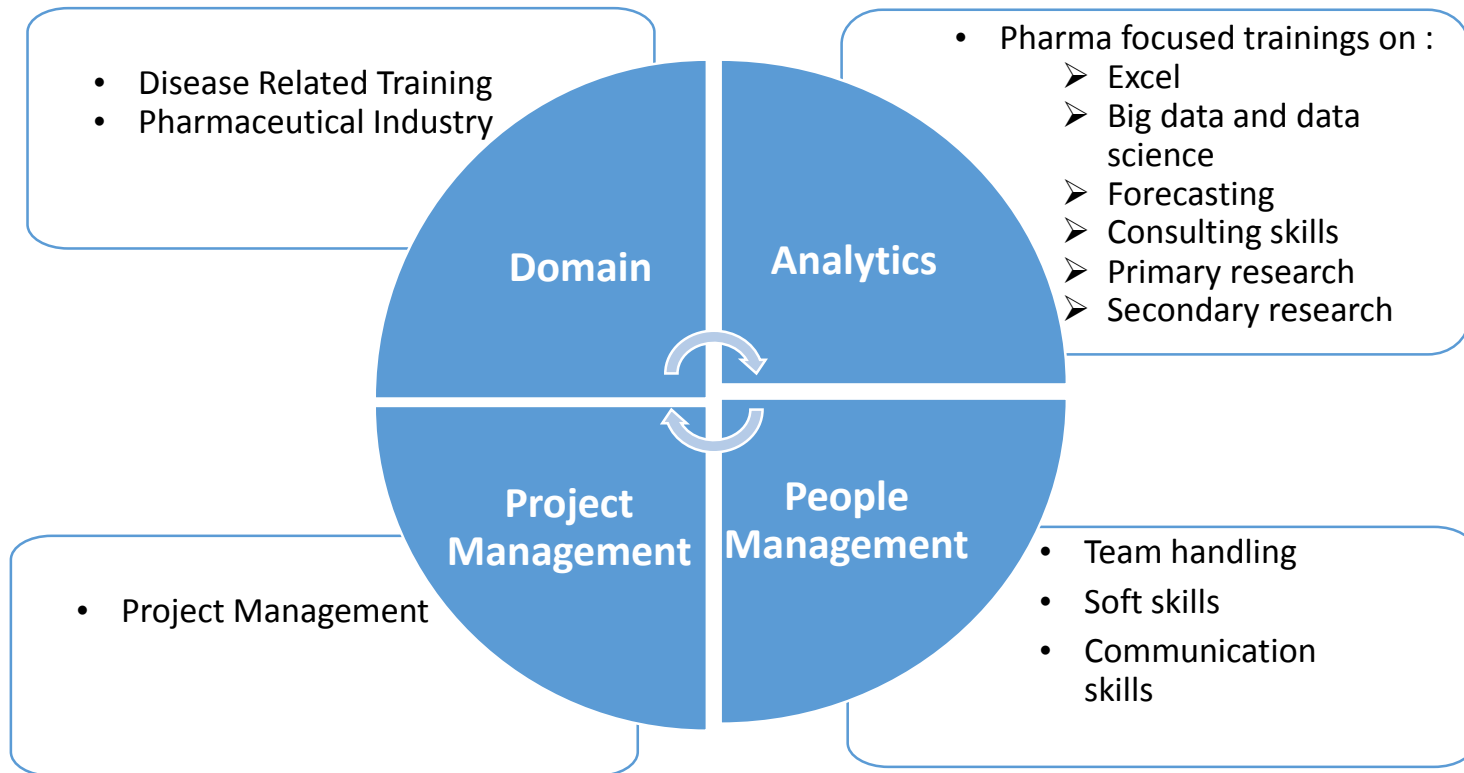 • Disease Related Training
• Pharmaceutical Industry
• Pharma focused trainings on :
➢ Excel
➢ Big data and data
science
➢ Forecasting
➢ Consulting skills
➢ Primary research
➢ Secondary research
Domain
Analytics
Project
Management
People
Management
• Project Management
• Team handling
• Soft skills
• Communication
skills